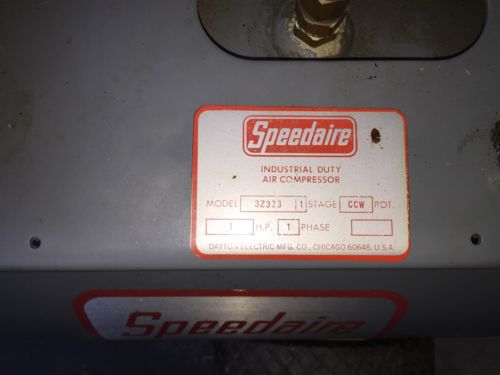 Speedaire
INDUSTRIAL DUTY
AIR COMPRESSOR
MODEL 3Z323 1 STAGE CCW ROT.
1 H.P. 1 PHASE
DAYTON ELECTRIC MFG. CO., CHICAGO 60648, U.S.A.
Speedaire